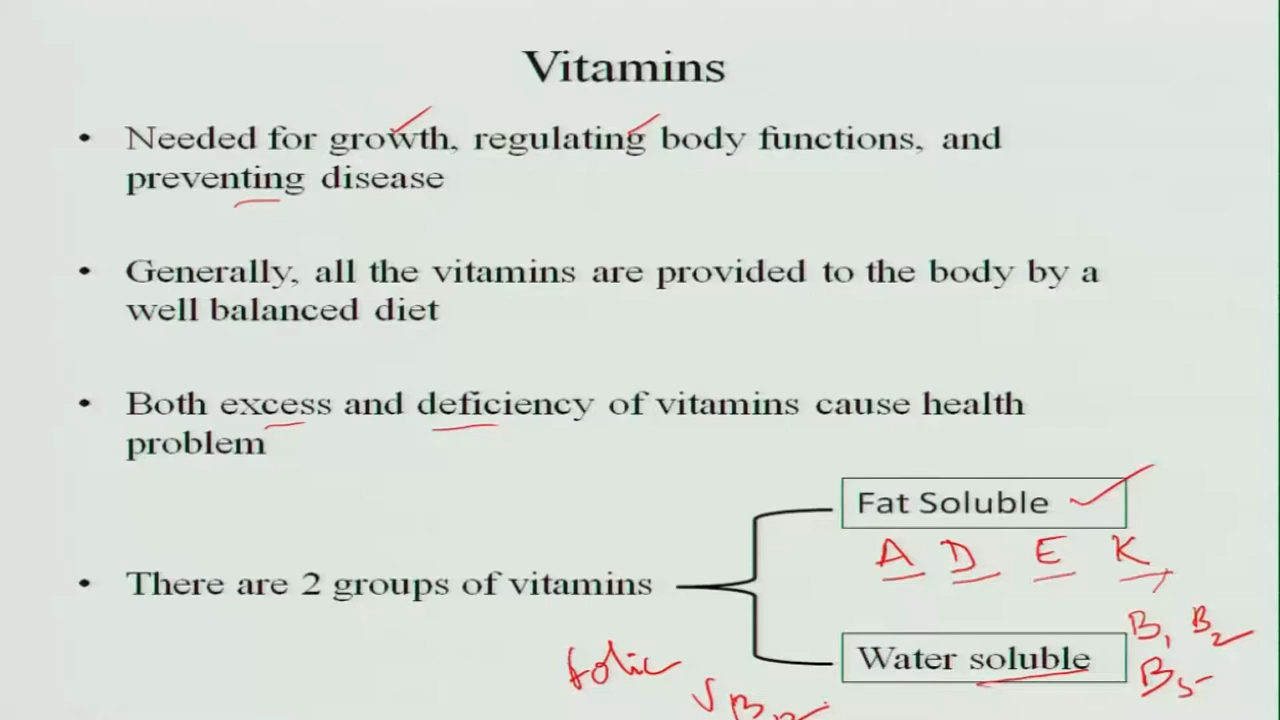 Vitamins
• Needed for growth, regulating body functions, and
preventing disease
• Generally, all the vitamins are provided to the body by a
well balanced diet
• Both excess and deficiency of vitamins cause health
problem
Fat Soluble
A D E K
• There are 2 groups of vitamins
B1 B2
Water soluble
folic
B5